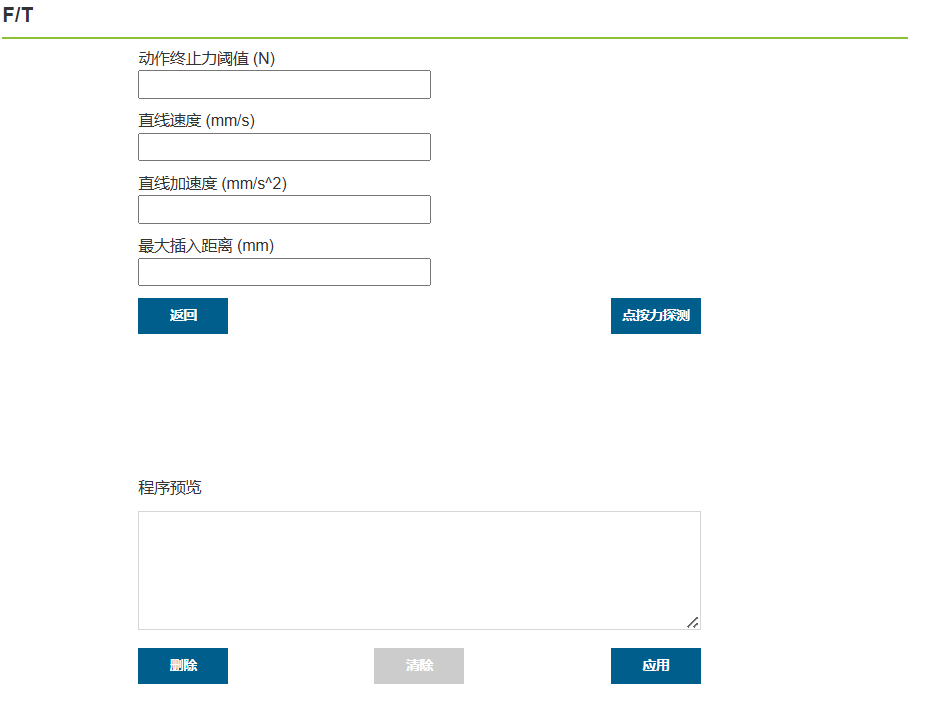 F/T
动作终止力阈值 (N)
直线速度 (mm/s)
直线加速度 (mm/s^2)
最大插入距离 (mm)
返回
点按力探测
程序预览
删除
清除
应用